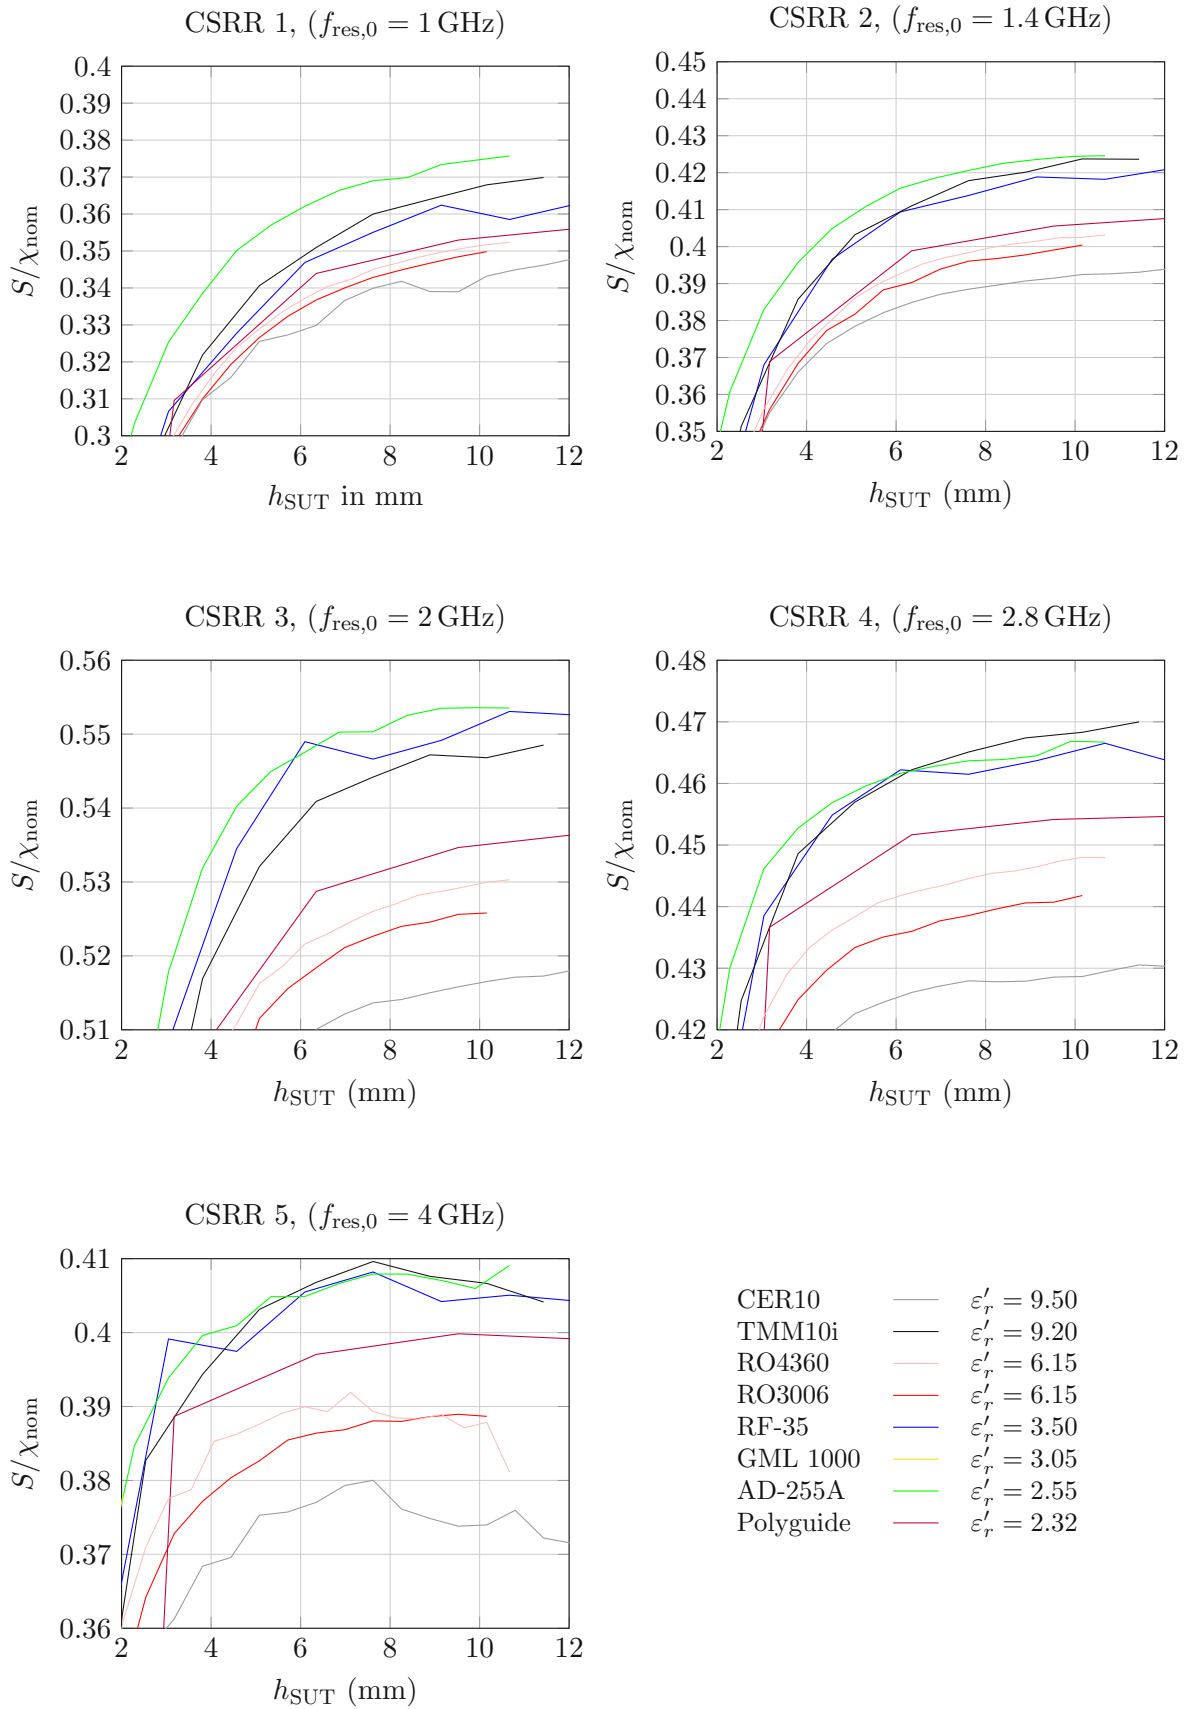 CSRR 1, (f_res,0 = 1 GHz)
0.4
0.39
0.38
0.37
0.36
0.35
0.34
0.33
0.32
0.31
0.3
S/χ_nom
2 4 6 8 10 12
h_SUT in mm
CSRR 2, (f_res,0 = 1.4 GHz)
0.45
0.44
0.43
0.42
0.41
0.4
0.39
0.38
0.37
0.36
0.35
S/χ_nom
2 4 6 8 10 12
h_SUT (mm)
CSRR 3, (f_res,0 = 2 GHz)
0.56
0.55
0.54
0.53
0.52
0.51
S/χ_nom
2 4 6 8 10 12
h_SUT (mm)
CSRR 4, (f_res,0 = 2.8 GHz)
0.48
0.47
0.46
0.45
0.44
0.43
0.42
S/χ_nom
2 4 6 8 10 12
h_SUT (mm)
CSRR 5, (f_res,0 = 4 GHz)
0.41
0.4
0.39
0.38
0.37
0.36
S/χ_nom
2 4 6 8 10 12
h_SUT (mm)
CER10 ε′_r = 9.50
TMM10i ε′_r = 9.20
RO4360 ε′_r = 6.15
RO3006 ε′_r = 6.15
RF-35 ε′_r = 3.50
GML 1000 ε′_r = 3.05
AD-255A ε′_r = 2.55
Polyguide ε′_r = 2.32